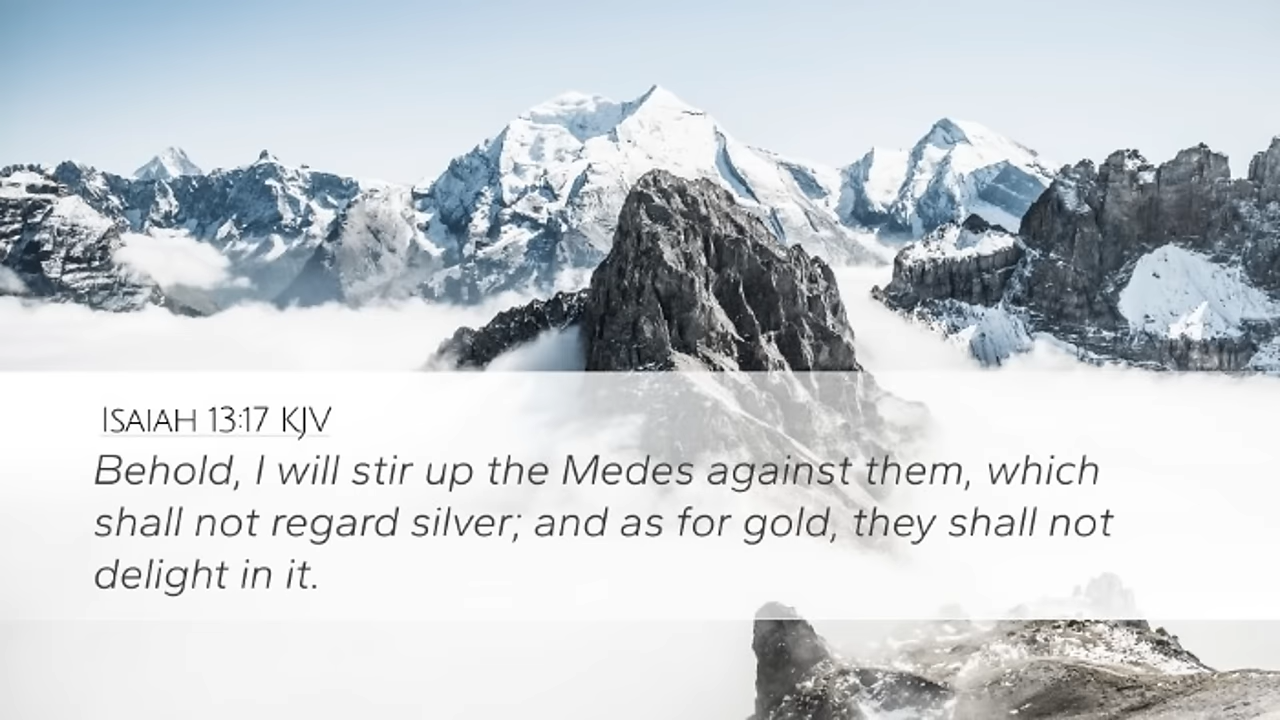 Isaiah 13:17 KJV
Behold, I will stir up the Medes against them, which
shall not regard silver; and as for gold, they shall not
delight in it.